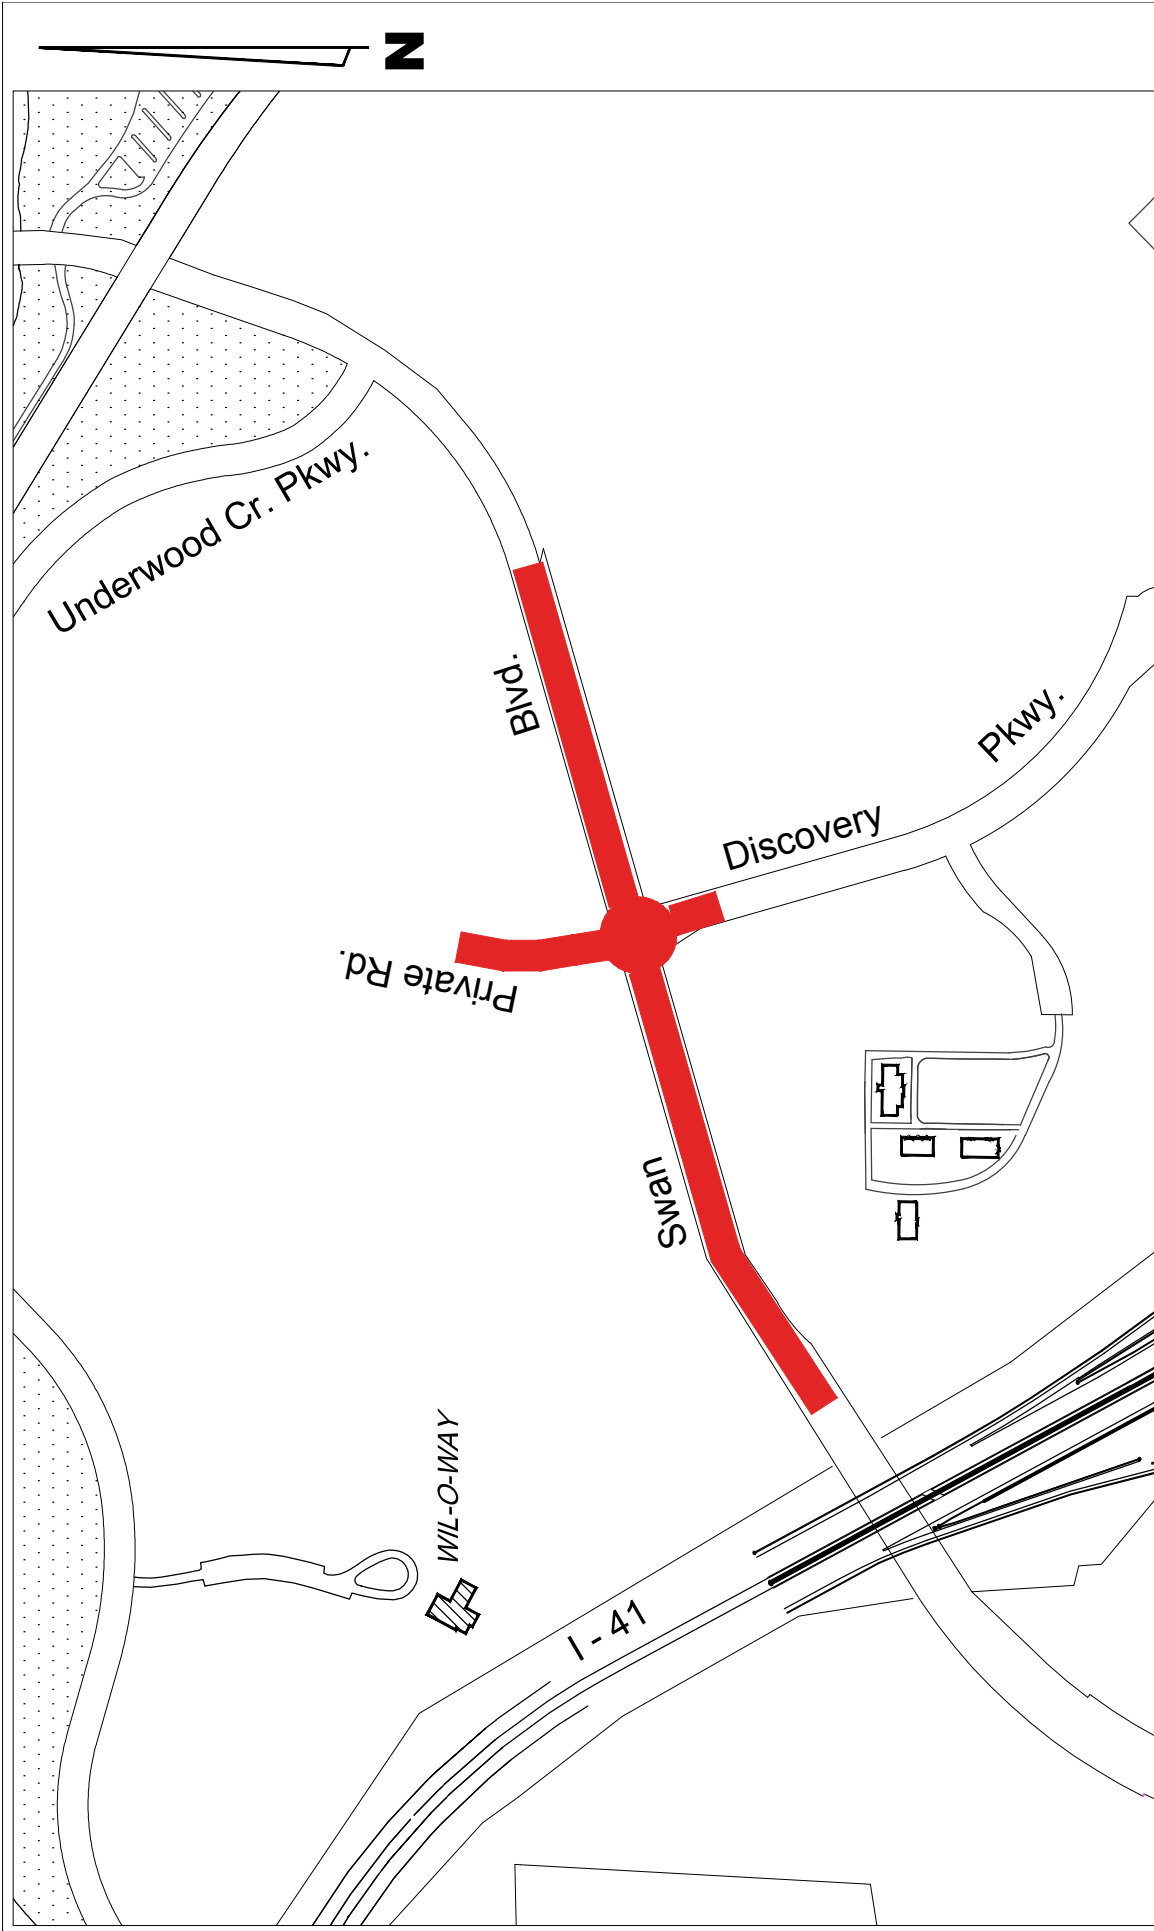 N
Underwood Cr. Pkwy.
Blvd.
Pkwy.
Discovery
Private Rd.
Swan
WIL-O-WAY
I - 41